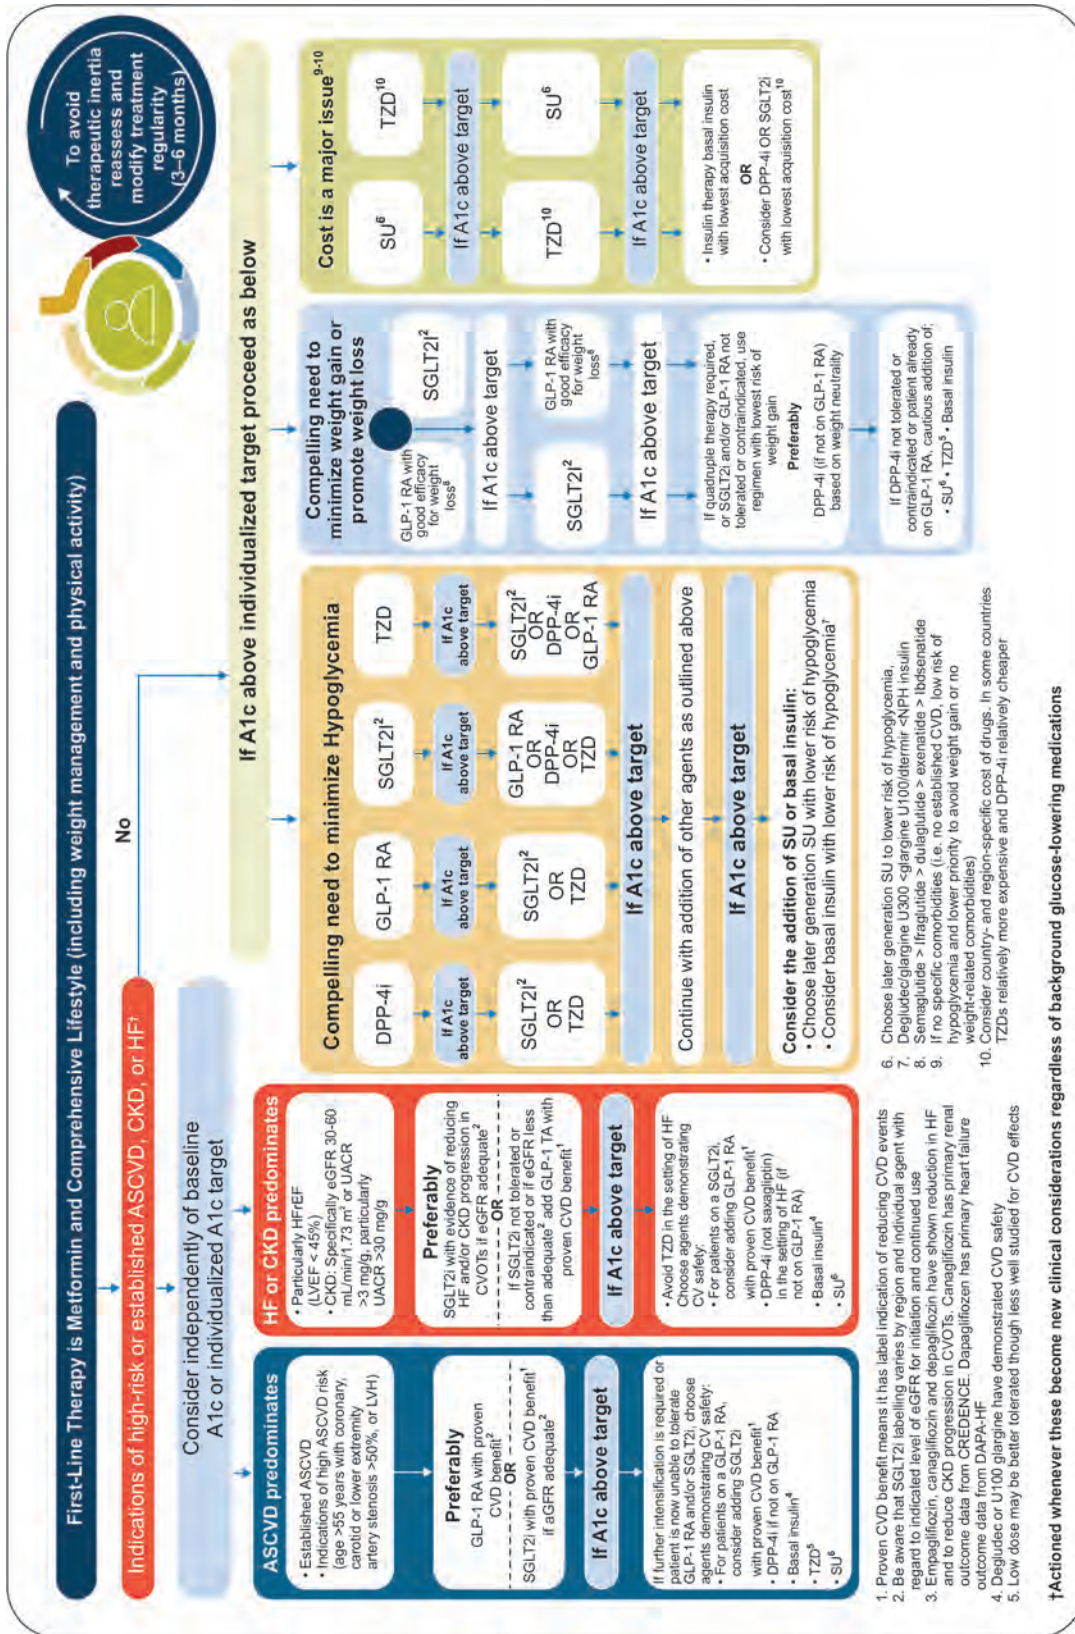 First-Line Therapy is Metformin and Comprehensive Lifestyle (including weight management and physical activity)
To avoid
therapeutic inertia
reassess and
modify treatment
regularity
(3–6 months)
Indications of high-risk or established ASCVD, CKD, or HF†
No
Consider independently of baseline
A1c or individualized A1c target
If A1c above individualized target proceed as below
ASCVD predominates
• Established ASCVD
• Indications of high ASCVD risk
(age >55 years with coronary,
carotid or lower extremity
artery stenosis >50%, or LVH)
Preferably
GLP-1 RA with proven
CVD benefit²
OR
SGLT2i with proven CVD benefit¹
if aGFR adequate²
If A1c above target
If further intensification is required or
patient is now unable to tolerate
GLP-1 RA and/or SGLT2i, choose
agents demonstrating CV safety:
• For patients on a GLP-1 RA,
consider adding SGLT2i
with proven CVD benefit¹
• DPP-4i if not on GLP-1 RA
• Basal insulin⁴
• TZD⁵
• SU⁶
HF or CKD predominates
• Particularly HFrEF
(LVEF < 45%)
• CKD: Specifically eGFR 30-60
mL/min/1.73 m² or UACR
>3 mg/g, particularly
UACR >30 mg/g
Preferably
SGLT2i with evidence of reducing
HF and/or CKD progression in
CVOTs if eGFR adequate²
OR
If SGLT2i not tolerated or
contraindicated or if eGFR less
than adequate² add GLP-1 TA with
proven CVD benefit¹
If A1c above target
• Avoid TZD in the setting of HF
Choose agents demonstrating
CV safety:
• For patients on a SGLT2i,
consider adding GLP-1 RA
with proven CVD benefit¹
• DPP-4i (not saxagliptin)
in the setting of HF (if
not on GLP-1 RA)
• Basal insulin⁴
• SU⁶
Compelling need to minimize Hypoglycemia
DPP-4i
If A1c
above target
SGLT2I²
OR
TZD
GLP-1 RA
If A1c
above target
SGLT2I²
OR
TZD
SGLT2I²
If A1c
above target
GLP-1 RA
OR
DPP-4i
OR
TZD
TZD
If A1c
above target
SGLT2I²
OR
DPP-4i
OR
GLP-1 RA
If A1c above target
Continue with addition of other agents as outlined above
If A1c above target
Consider the addition of SU or basal insulin:
• Choose later generation SU with lower risk of hypoglycemia
• Consider basal insulin with lower risk of hypoglycemia⁷
Compelling need to
minimize weight gain or
promote weight loss
GLP-1 RA with
good efficacy
for weight
loss⁸
SGLT2I²
If A1c above target
SGLT2I²
GLP-1 RA with
good efficacy
for weight
loss⁸
If A1c above target
If quadruple therapy required,
or SGLT2i and/or GLP-1 RA not
tolerated or contraindicated, use
regimen with lowest risk of
weight gain
Preferably
DPP-4i (if not on GLP-1 RA)
based on weight neutrality
If DPP-4i not tolerated or
contraindicated or patient already
on GLP-1 RA, cautious addition of:
• SU⁶ • TZD⁵ • Basal insulin
Cost is a major issue⁹⁻¹⁰
SU⁶
TZD¹⁰
If A1c above target
TZD¹⁰
SU⁶
If A1c above target
• Insulin therapy basal insulin
with lowest acquisition cost
OR
• Consider DPP-4i OR SGLT2i
with lowest acquisition cost¹⁰
1. Proven CVD benefit means it has label indication of reducing CVD events
2. Be aware that SGLT2i labelling varies by region and individual agent with
regard to indicated level of eGFR for initiation and continued use
3. Empagliflozin, canagliflozin and depagliflozin have shown reduction in HF
and to reduce CKD progression in CVOTs. Canagliflozin has primary renal
outcome data from CREDENCE. Dapagliflozen has primary heart failure
outcome data from DAPA-HF
4. Degludec or U100 glargine have demonstrated CVD safety
5. Low dose may be better tolerated though less well studied for CVD effects
6. Choose later generation SU to lower risk of hypoglycemia,
7. Degludec/glargine U300 <glargine U100/dtermir <NPH insulin
8. Semaglutide > lfraglutide > dulaglutide > exenatide > lbdsenatide
9. If no specific comorbidities (i.e. no established CVD, low risk of
hypoglycemia and lower priority to avoid weight gain or no
weight-related comorbidities)
10. Consider country- and region-specific cost of drugs. In some countries
TZDs relatively more expensive and DPP-4i relatively cheaper
†Actioned whenever these become new clinical considerations regardless of background glucose-lowering medications